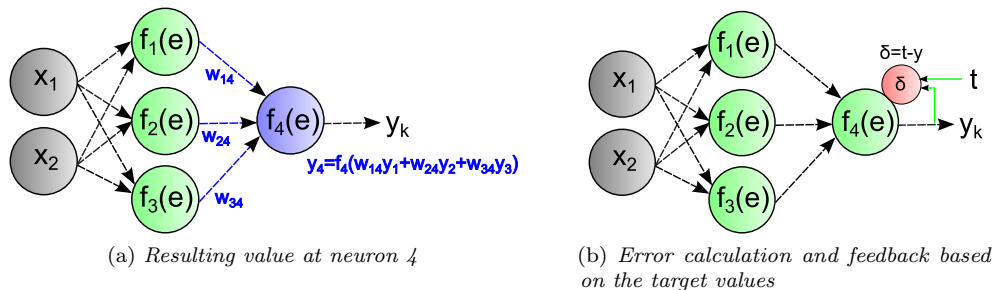 x₁
x₂
f₁(e)
f₂(e)
f₃(e)
w₁₄
w₂₄
w₃₄
f₄(e)
yₖ
y₄=f₄(w₁₄y₁+w₂₄y₂+w₃₄y₃)
(a) Resulting value at neuron 4
x₁
x₂
f₁(e)
f₂(e)
f₃(e)
f₄(e)
δ=t-y
δ
t
yₖ
(b) Error calculation and feedback based
on the target values